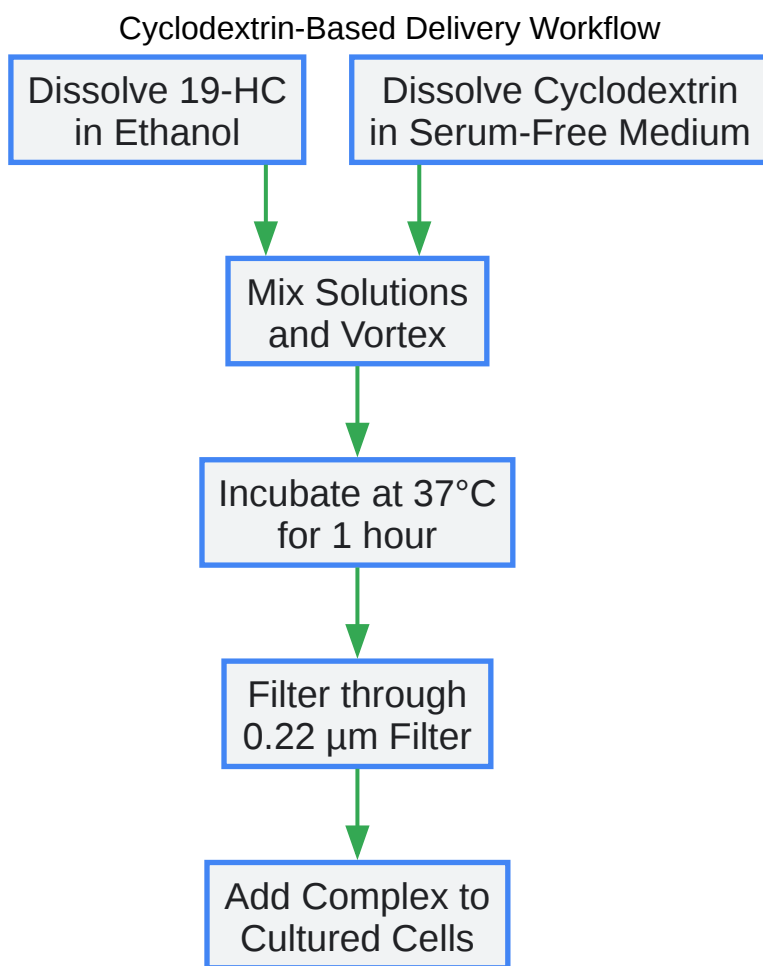 Cyclodextrin-Based Delivery Workflow
Dissolve 19-HC
in Ethanol
Dissolve Cyclodextrin
in Serum-Free Medium
Mix Solutions
and Vortex
Incubate at 37°C
for 1 hour
Filter through
0.22 µm Filter
Add Complex to
Cultured Cells